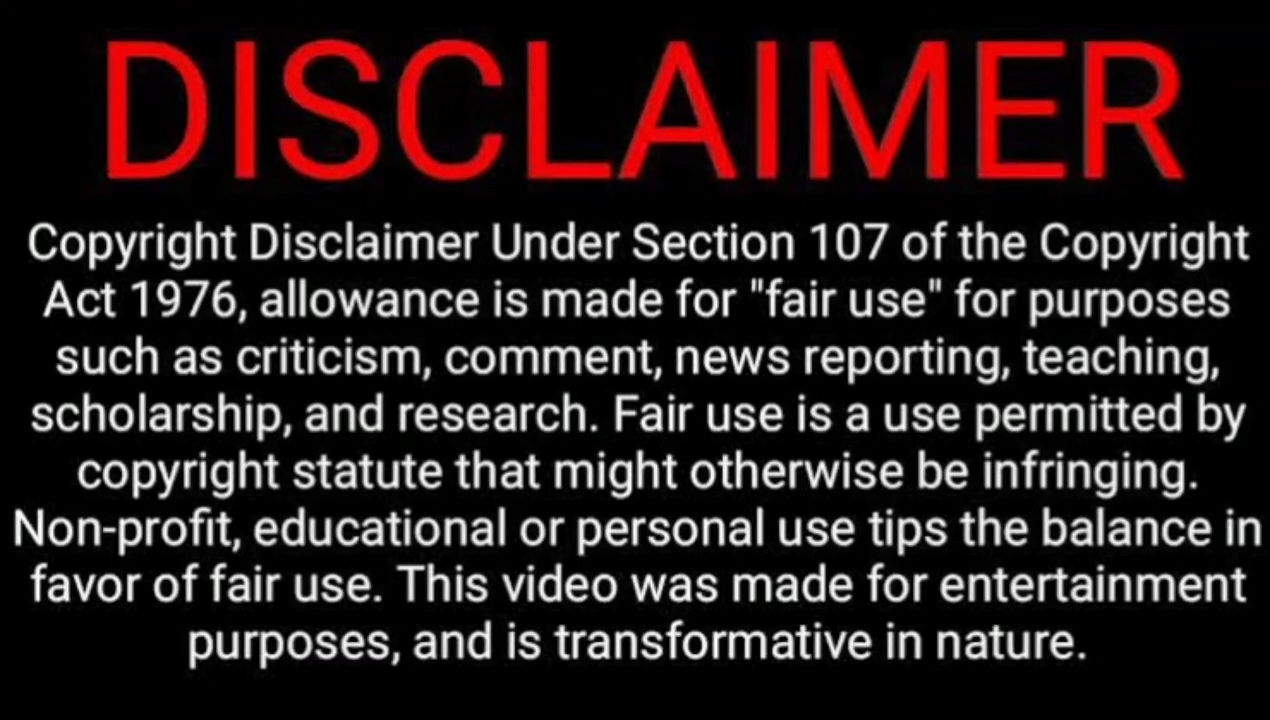 DISCLAIMER
Copyright Disclaimer Under Section 107 of the Copyright
Act 1976, allowance is made for "fair use" for purposes
such as criticism, comment, news reporting, teaching,
scholarship, and research. Fair use is a use permitted by
copyright statute that might otherwise be infringing.
Non-profit, educational or personal use tips the balance in
favor of fair use. This video was made for entertainment
purposes, and is transformative in nature.